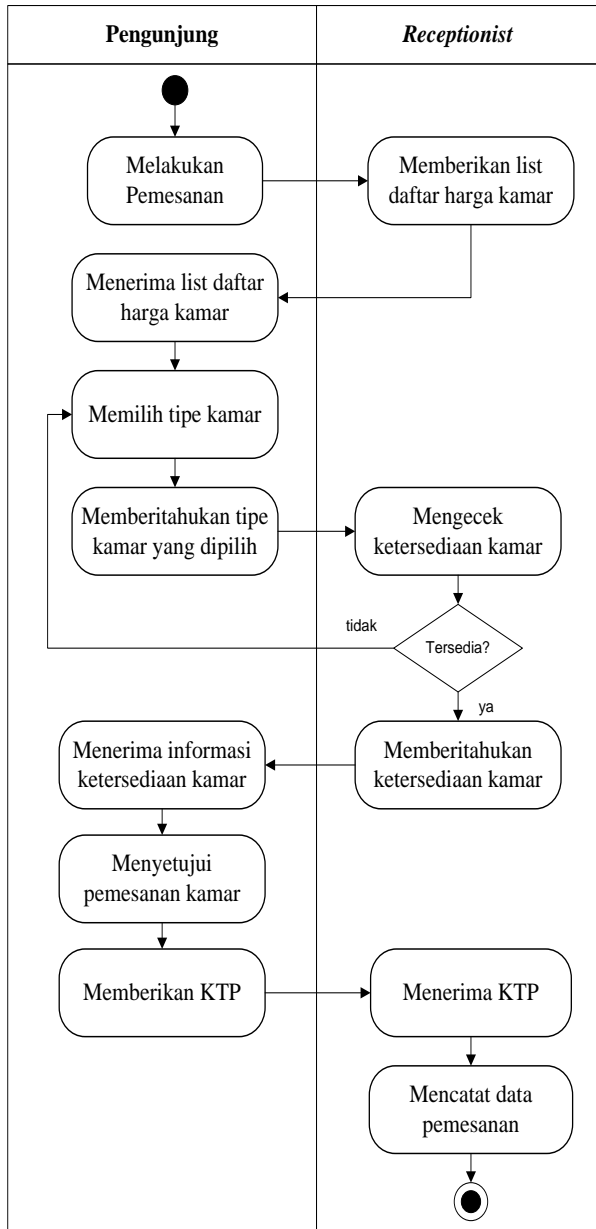 Pengunjung
Receptionist
Melakukan
Pemesanan
Memberikan list
daftar harga kamar
Menerima list daftar
harga kamar
Memilih tipe kamar
Memberitahukan tipe
kamar yang dipilih
Mengecek
ketersediaan kamar
tidak
Tersedia?
ya
Memberitahukan
ketersediaan kamar
Menerima informasi
ketersediaan kamar
Menyetujui
pemesanan kamar
Memberikan KTP
Menerima KTP
Mencatat data
pemesanan